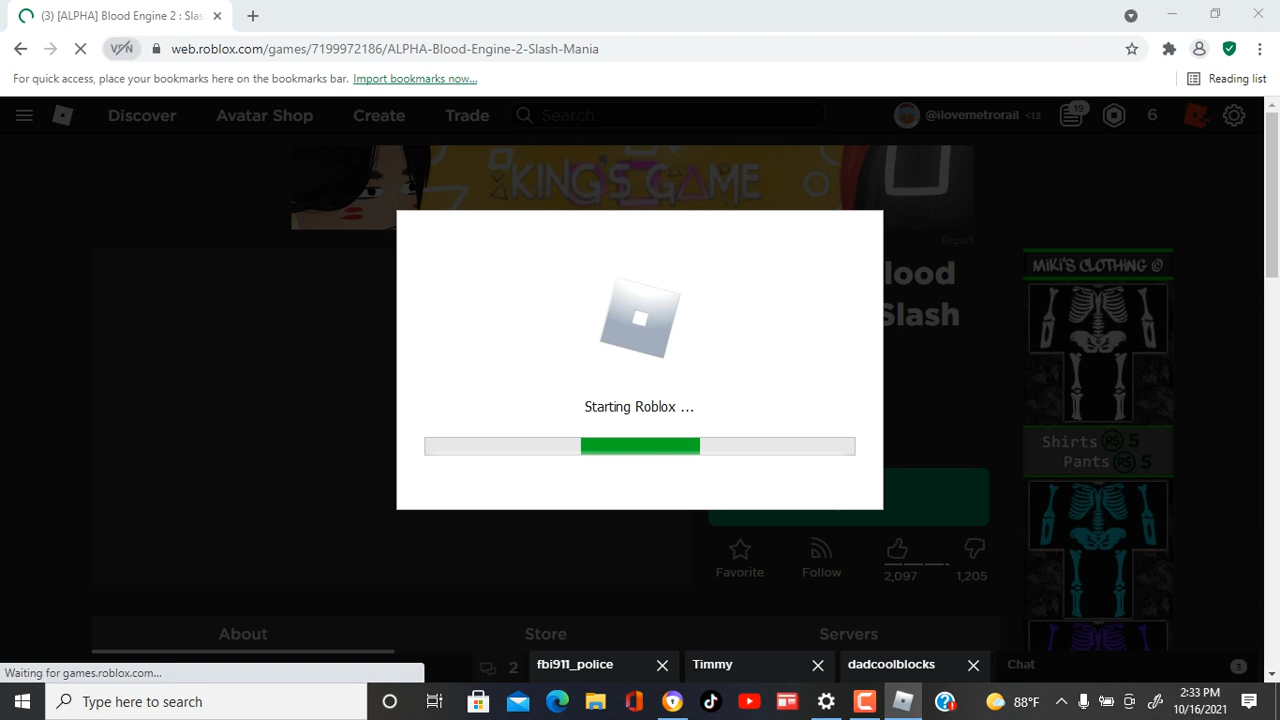 (3) [ALPHA] Blood Engine 2 : Slas
web.roblox.com/games/7199972186/ALPHA-Blood-Engine-2-Slash-Mania
VPN
For quick access, place your bookmarks here on the bookmarks bar. Import bookmarks now...
Reading list
Discover
Avatar Shop
Create
Trade
Search
@ilovemetrorail <13
19
6
KING'S GAME
Report
lood
Slash
MIKI'S CLOTHING
Starting Roblox ...
Shirts R$ 5
Pants R$ 5
Favorite
Follow
2,097
1,205
About
Store
Servers
Waiting for games.roblox.com...
2
fbi911_police
Timmy
dadcoolblocks
Chat
3
Type here to search
88°F
2:33 PM
10/16/2021